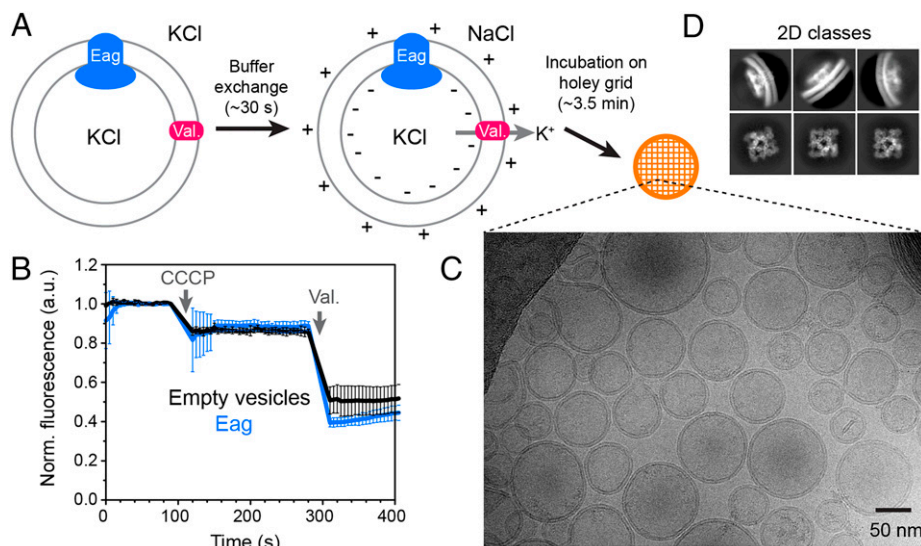 A
KCl
Eag
KCl
Val.
Buffer
exchange
(~30 s)
+ + + + + + + + + + +
NaCl
Eag
- - - - - - - - - -
KCl
Val.
K⁺
Incubation on
holey grid
(~3.5 min)
D
2D classes
B
Norm. fluorescence (a.u.)
1.2
1.0
0.8
0.6
0.4
0.2
0.0
CCCP
Val.
Empty vesicles
Eag
0 100 200 300 400
Time (s)
C
50 nm